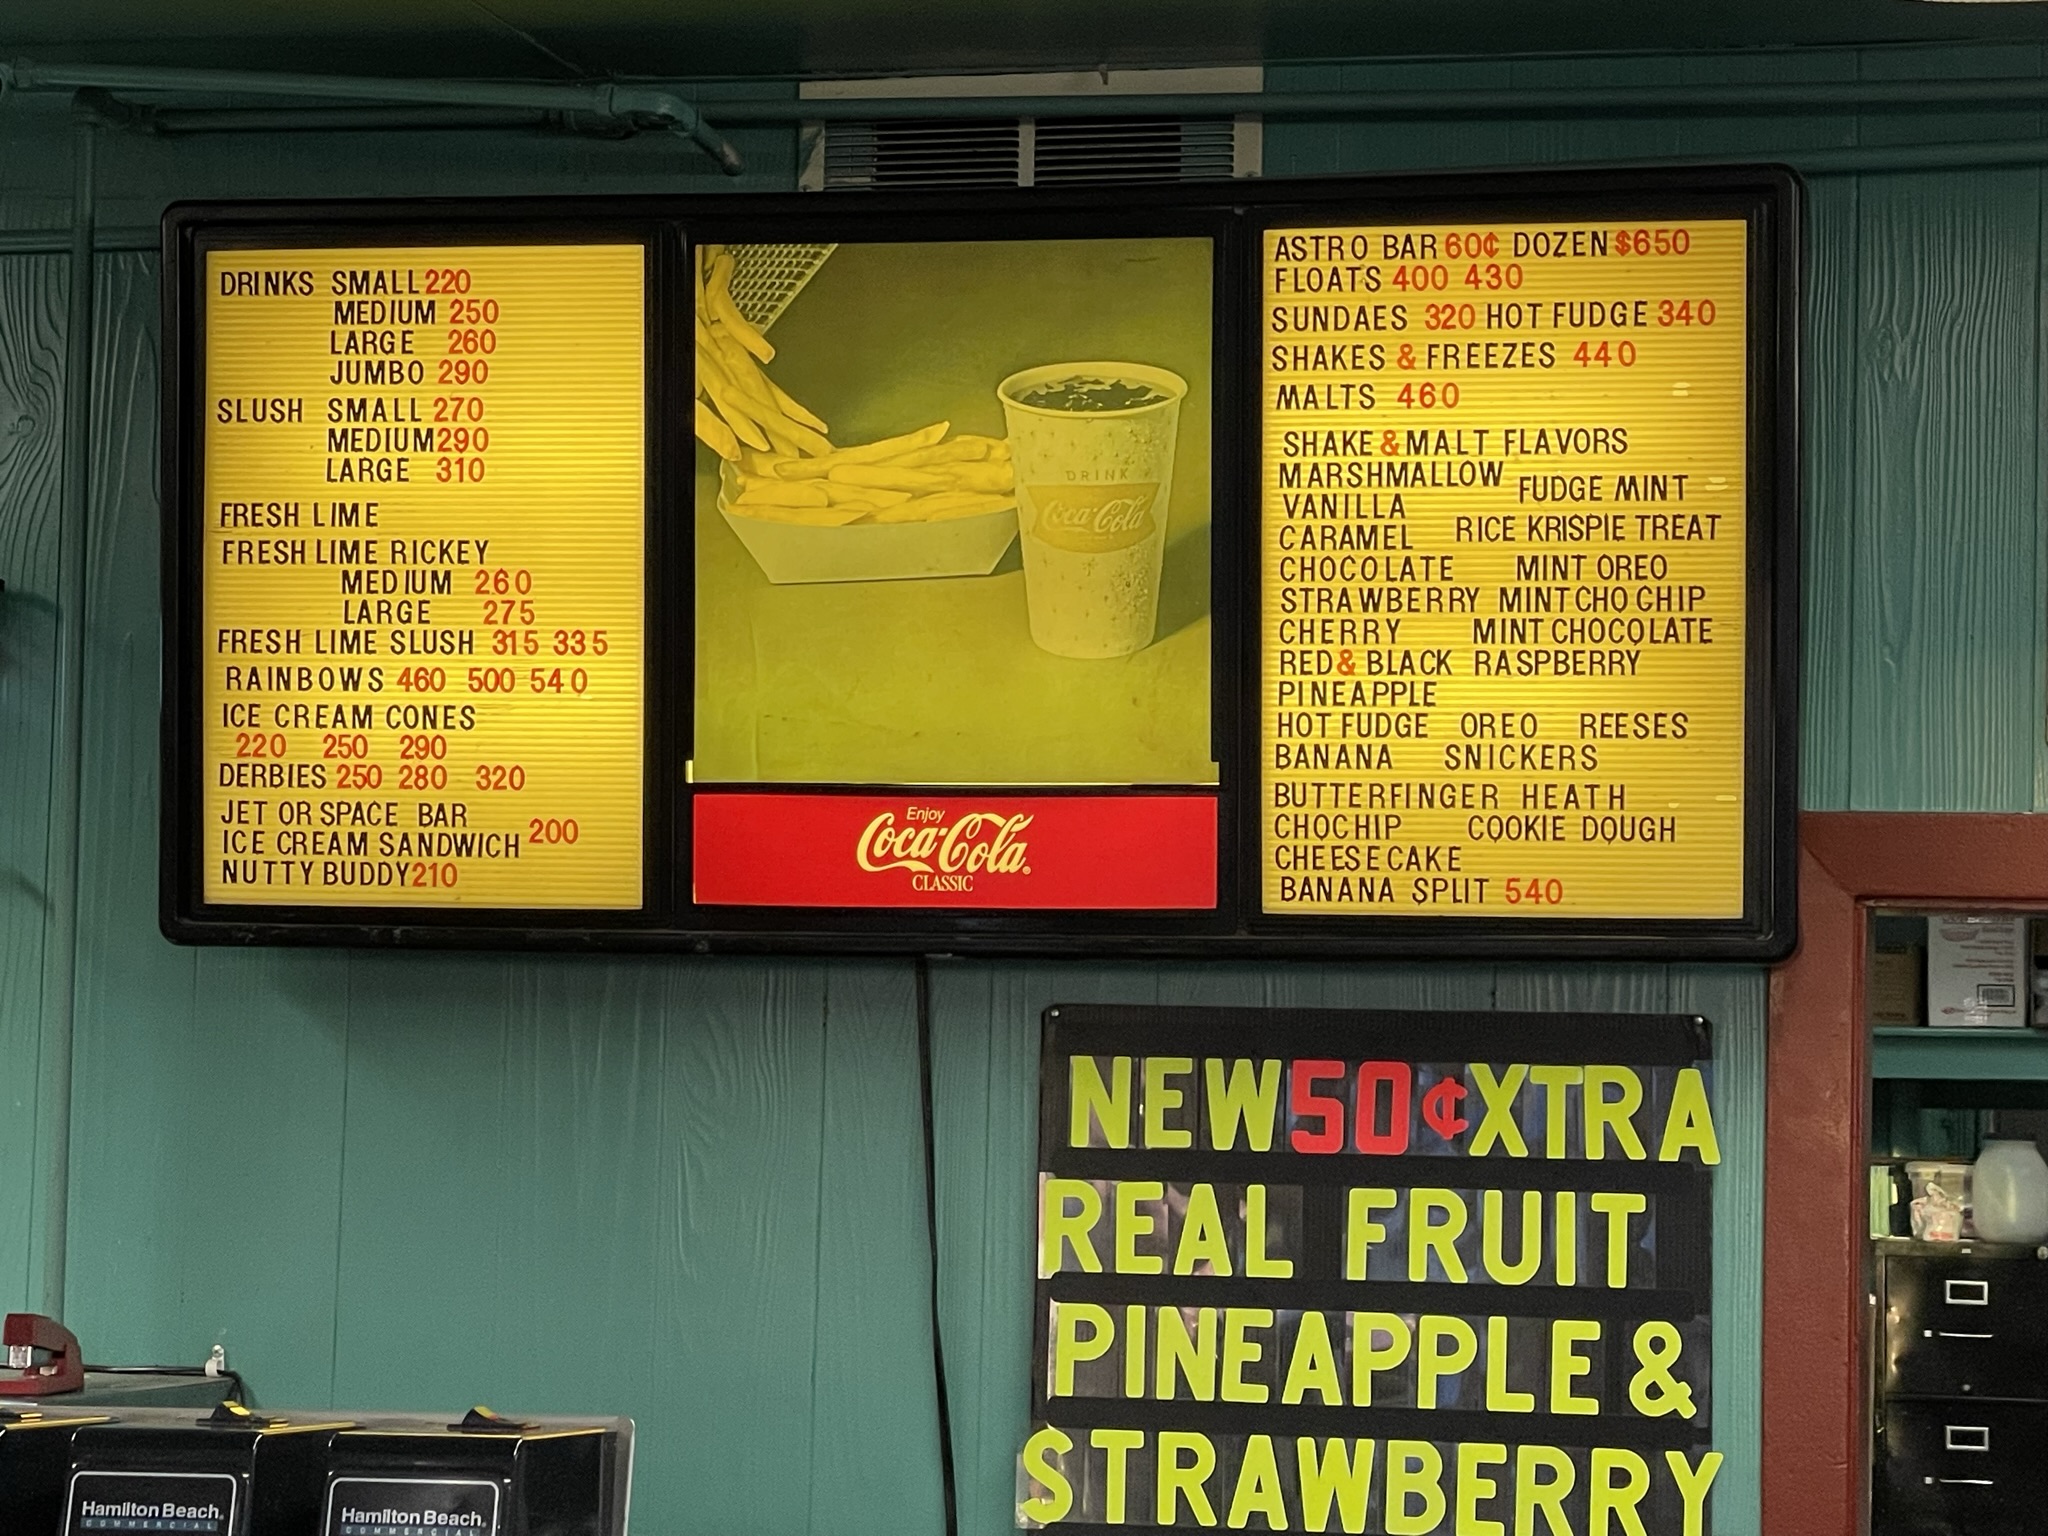 DRINKS SMALL 220
MEDIUM 250
LARGE 260
JUMBO 290
SLUSH SMALL 270
MEDIUM 290
LARGE 310
FRESH LIME
FRESH LIME RICKEY
MEDIUM 260
LARGE 275
FRESH LIME SLUSH 315 335
RAINBOWS 460 500 540
ICE CREAM CONES
220 250 290
DERBIES 250 280 320
JET OR SPACE BAR
ICE CREAM SANDWICH 200
NUTTY BUDDY 210
DRINK
Coca-Cola
Enjoy
Coca-Cola
CLASSIC
ASTRO BAR 60¢ DOZEN $650
FLOATS 400 430
SUNDAES 320 HOT FUDGE 340
SHAKES & FREEZES 440
MALTS 460
SHAKE & MALT FLAVORS
MARSHMALLOW FUDGE MINT
VANILLA
CARAMEL RICE KRISPIE TREAT
CHOCOLATE MINT OREO
STRAWBERRY MINT CHO CHIP
CHERRY MINT CHOCOLATE
RED & BLACK RASPBERRY
PINEAPPLE
HOT FUDGE OREO REESES
BANANA SNICKERS
BUTTERFINGER HEATH
CHOCHIP COOKIE DOUGH
CHEESECAKE
BANANA SPLIT 540
NEW 50¢ XTRA
REAL FRUIT
PINEAPPLE &
STRAWBERRY
Hamilton Beach
COMMERCIAL
Hamilton Beach
COMMERCIAL